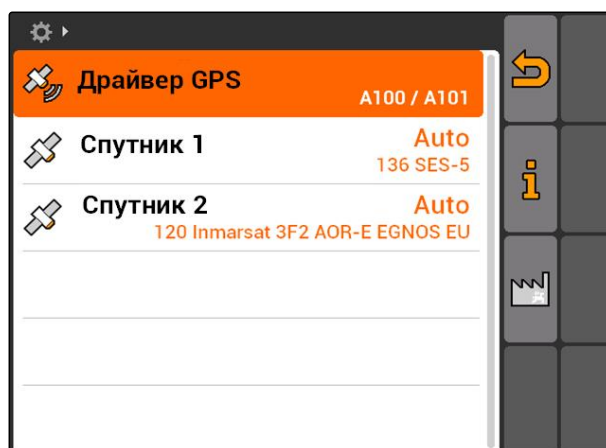 Драйвер GPS
A100 / A101
Спутник 1
Auto
136 SES-5
Спутник 2
Auto
120 Inmarsat 3F2 AOR-E EGNOS EU